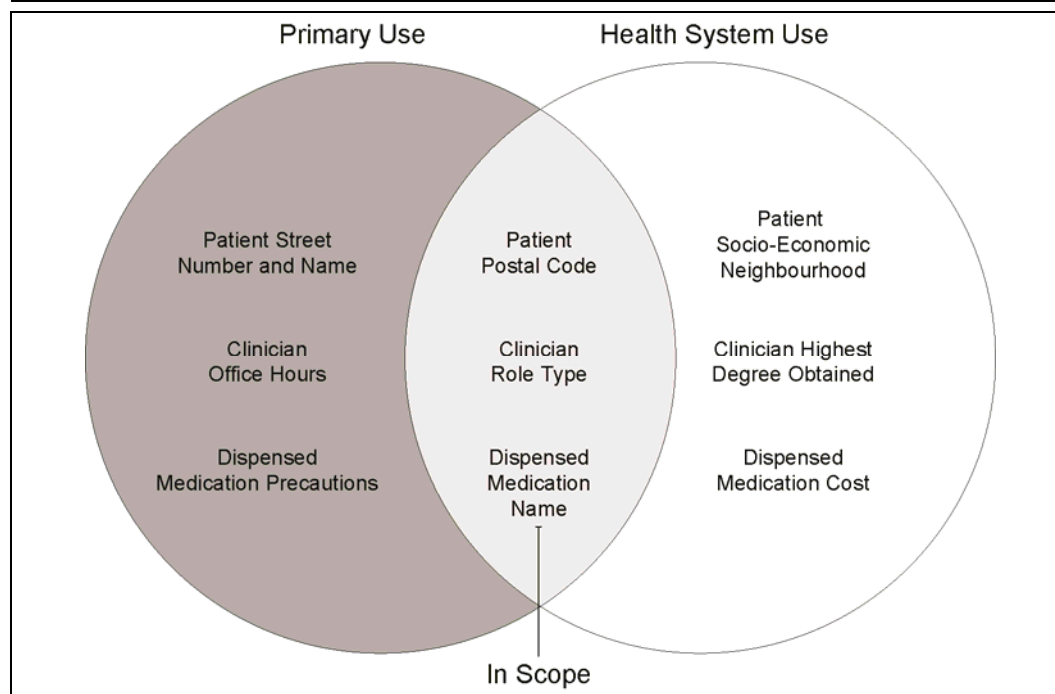 Primary Use
Health System Use
Patient Street
Number and Name
Patient
Postal Code
Patient
Socio-Economic
Neighbourhood
Clinician
Office Hours
Clinician
Role Type
Clinician Highest
Degree Obtained
Dispensed
Medication Precautions
Dispensed
Medication
Name
Dispensed
Medication Cost
In Scope